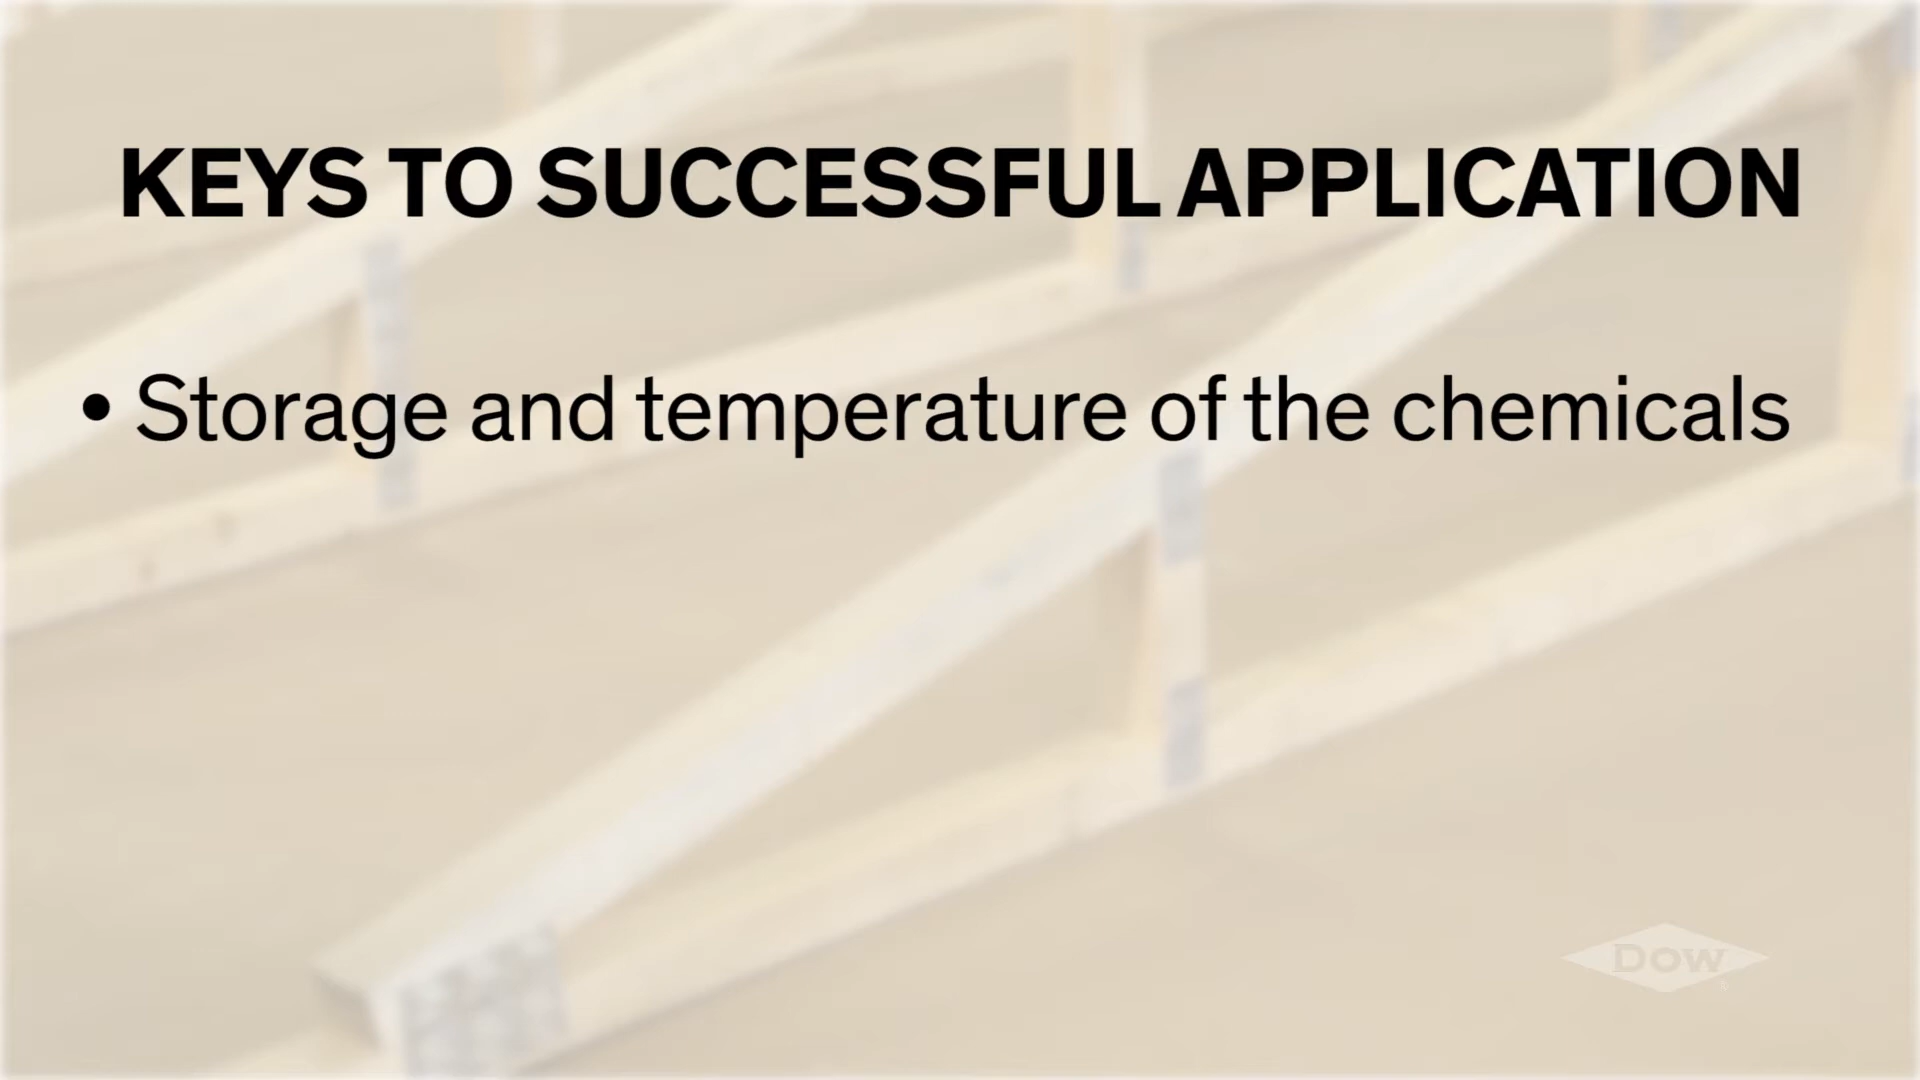 KEYS TO SUCCESSFUL APPLICATION
• Storage and temperature of the chemicals
Dow